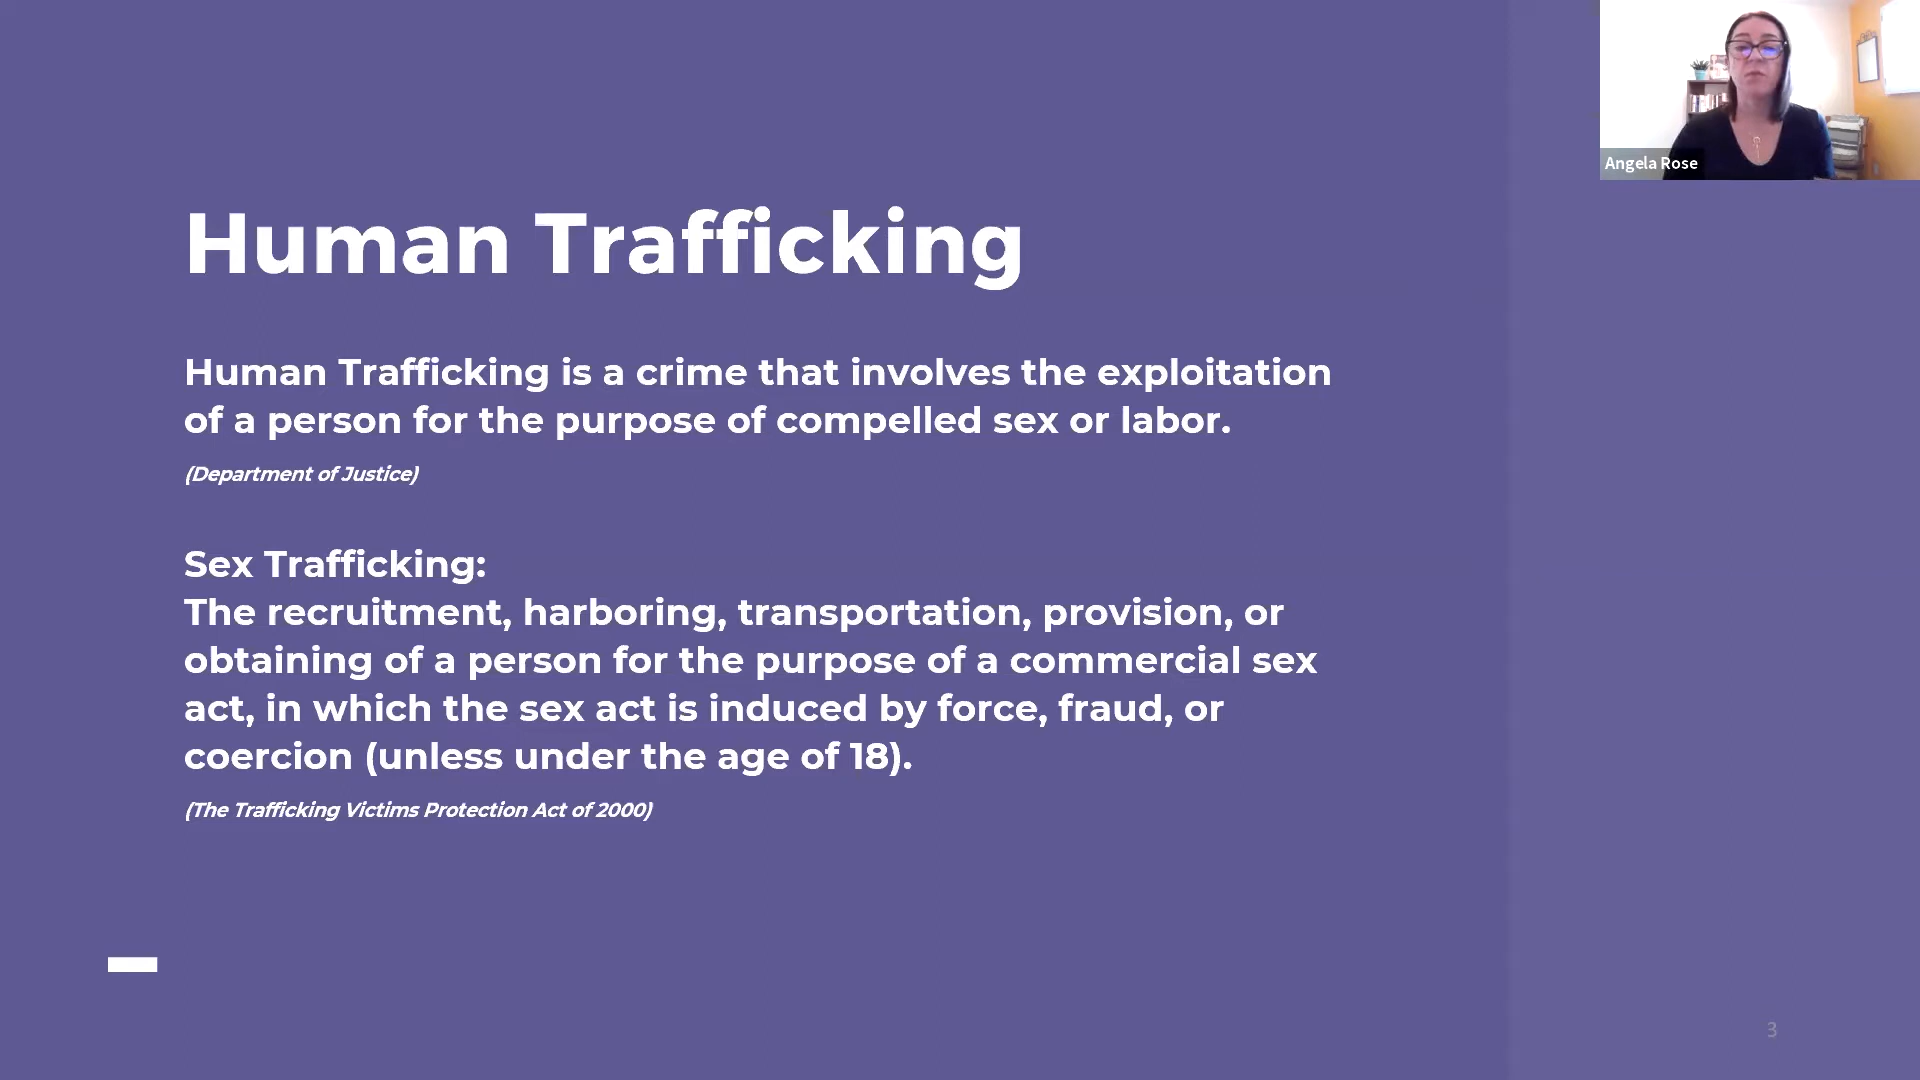 Angela Rose
Human Trafficking
Human Trafficking is a crime that involves the exploitation
of a person for the purpose of compelled sex or labor.
(Department of Justice)
Sex Trafficking:
The recruitment, harboring, transportation, provision, or
obtaining of a person for the purpose of a commercial sex
act, in which the sex act is induced by force, fraud, or
coercion (unless under the age of 18).
(The Trafficking Victims Protection Act of 2000)
3